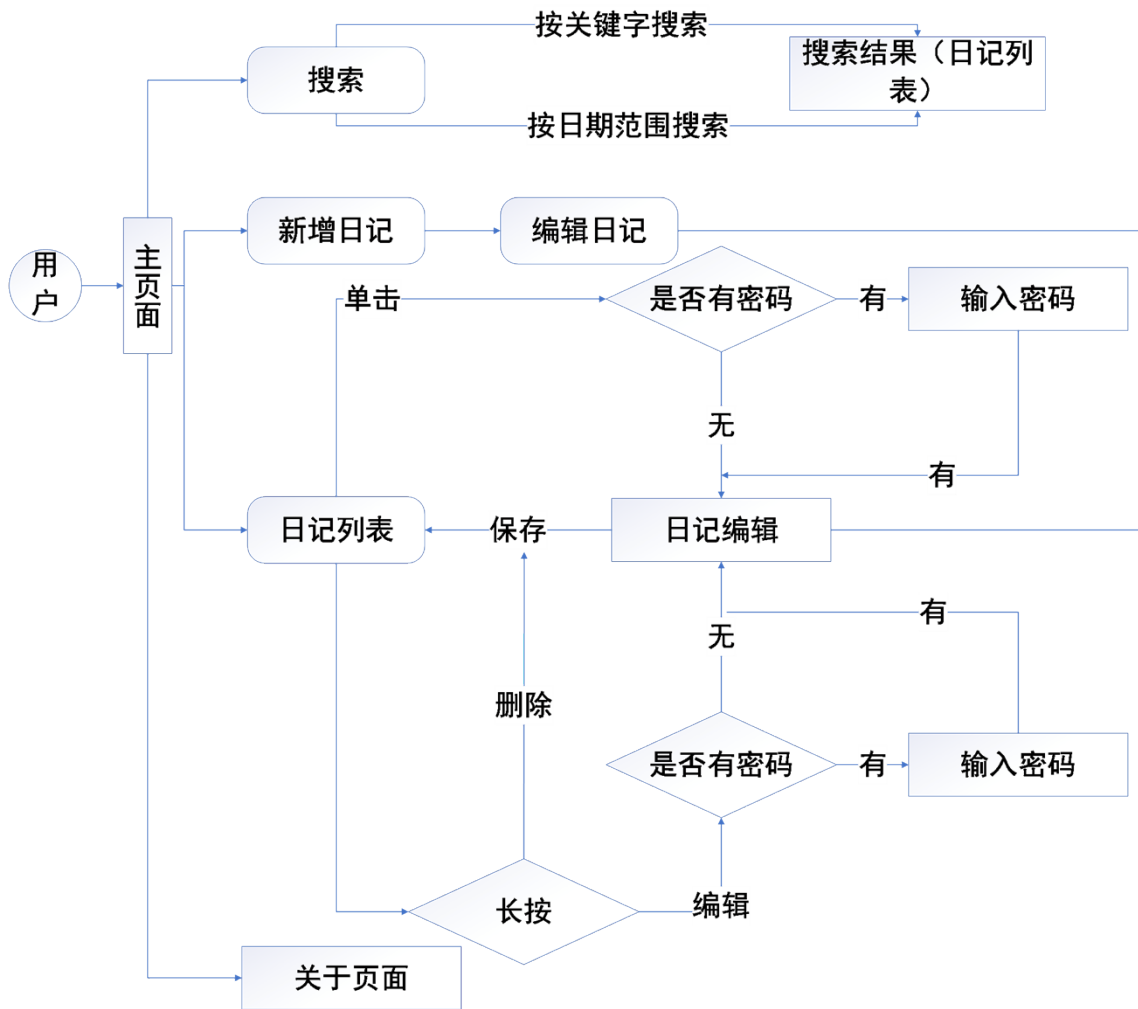 按关键字搜索
搜索
搜索结果（日记列
表）
按日期范围搜索
用
户
主
页
面
新增日记
编辑日记
单击
是否有密码
有
输入密码
无
有
日记列表
保存
日记编辑
有
无
删除
是否有密码
有
输入密码
长按
编辑
关于页面